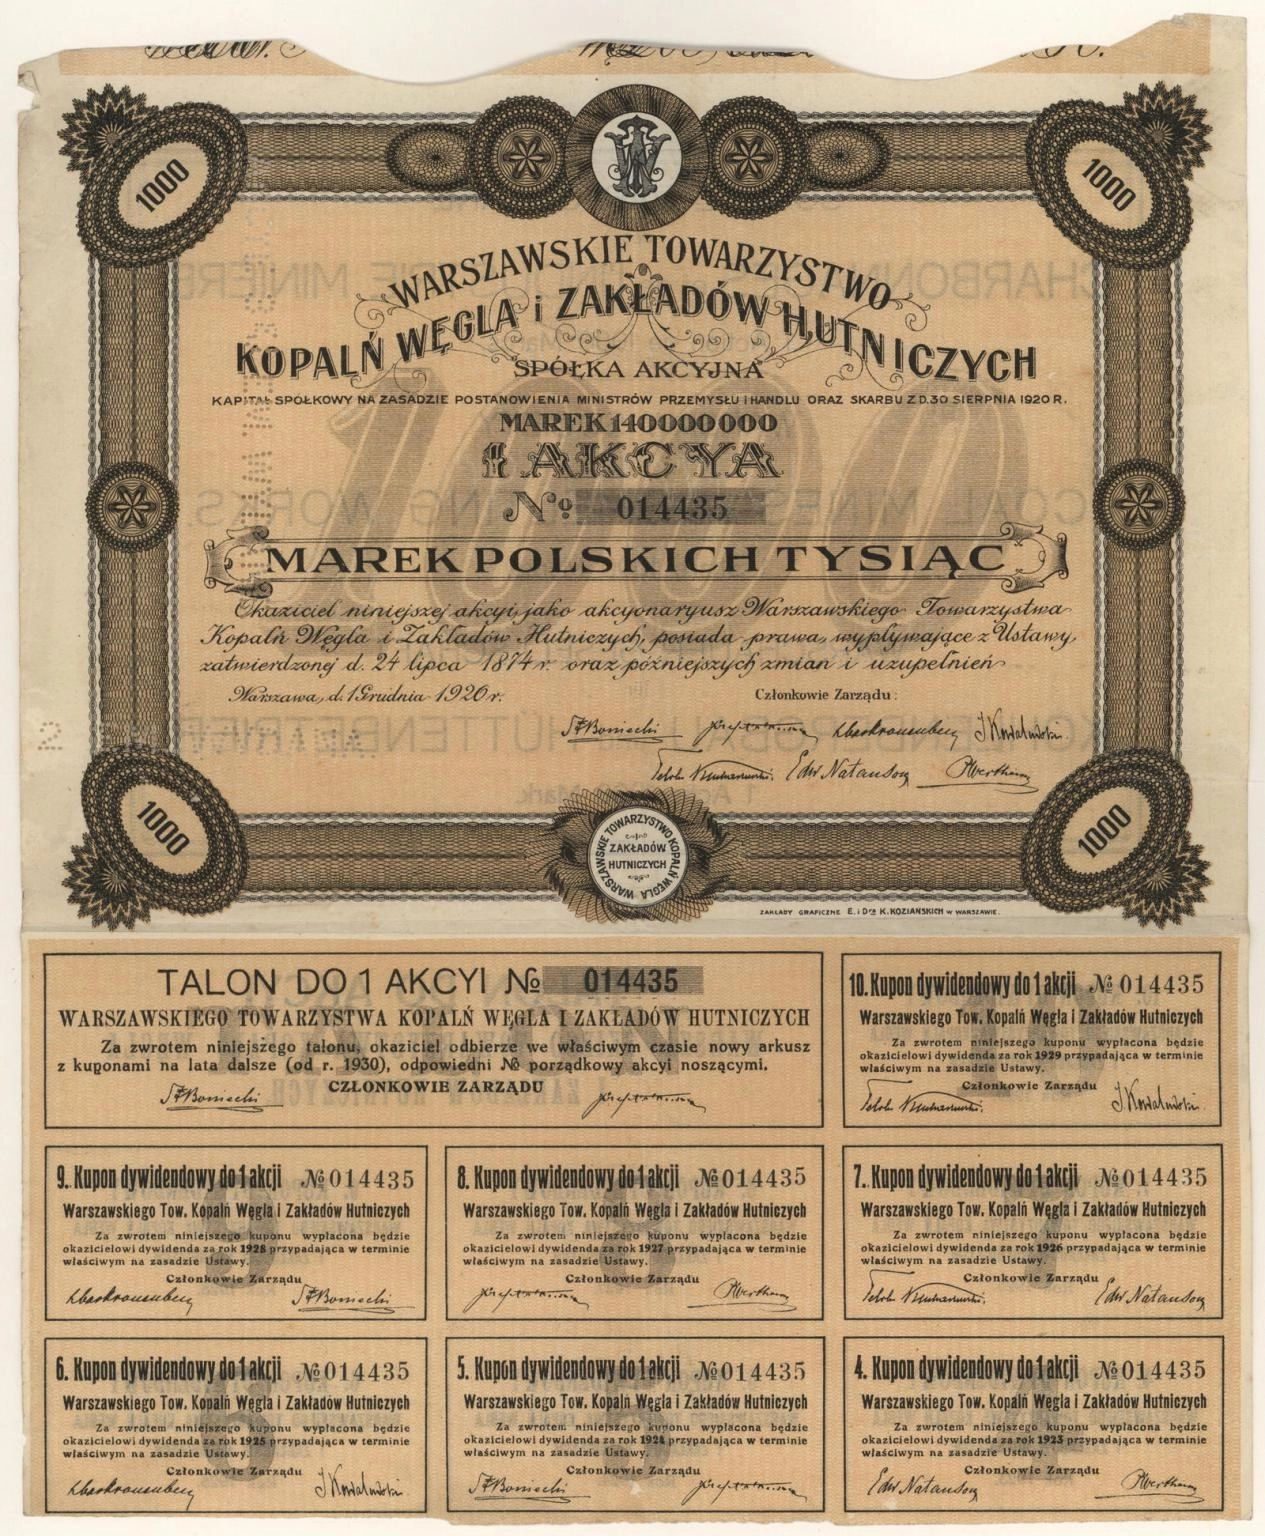 1000
1000
WARSZAWSKIE TOWARZYSTWO
KOPALŃ WĘGLA i ZAKŁADÓW HUTNICZYCH
SPÓŁKA AKCYJNA
KAPITAŁ SPÓŁKOWY NA ZASADZIE POSTANOWIENIA MINISTRÓW PRZEMYSŁU I HANDLU ORAZ SKARBU Z D. 30 SIERPNIA 1920 R.
MAREK 140000000
1 AKCYA
No 014435
MAREK POLSKICH TYSIĄC
Okaziciel niniejszej akcyi, jako akcyonaryusz Warszawskiego Towarzystwa
Kopalń Węgla i Zakładów Hutniczych, posiada prawa, wypływające z Ustawy,
zatwierdzonej d. 24 lipca 1874 r. oraz późniejszych zmian i uzupełnień
Warszawa, d. 1 Grudnia 1920 r.
Członkowie Zarządu:
Edw Natanson
1000
1000
WARSZAWSKIE TOWARZYSTWO KOPALŃ WĘGLA
ZAKŁADÓW
HUTNICZYCH
ZAKŁADY GRAFICZNE E. i Dra K. KOZIAŃSKICH W WARSZAWIE.
TALON DO 1 AKCYI № 014435
WARSZAWSKIEGO TOWARZYSTWA KOPALŃ WĘGLA I ZAKŁADÓW HUTNICZYCH
Za zwrotem niniejszego talonu, okaziciel odbierze we właściwym czasie nowy arkusz
z kuponami na lata dalsze (od r. 1930), odpowiedni № porządkowy akcyi noszącymi.
CZŁONKOWIE ZARZĄDU
10. Kupon dywidendowy do 1 akcji № 014435
Warszawskiego Tow. Kopalń Węgla i Zakładów Hutniczych
Za zwrotem niniejszego kuponu wypłacona będzie
okazicielowi dywidenda za rok 1929 przypadająca w terminie
właściwym na zasadzie Ustawy.
Członkowie Zarządu
9. Kupon dywidendowy do 1 akcji № 014435
Warszawskiego Tow. Kopalń Węgla i Zakładów Hutniczych
Za zwrotem niniejszego kuponu wypłacona będzie
okazicielowi dywidenda za rok 1928 przypadająca w terminie
właściwym na zasadzie Ustawy.
Członkowie Zarządu
8. Kupon dywidendowy do 1 akcji № 014435
Warszawskiego Tow. Kopalń Węgla i Zakładów Hutniczych
Za zwrotem niniejszego kuponu wypłacona będzie
okazicielowi dywidenda za rok 1927 przypadająca w terminie
właściwym na zasadzie Ustawy.
Członkowie Zarządu
7. Kupon dywidendowy do 1 akcji № 014435
Warszawskiego Tow. Kopalń Węgla i Zakładów Hutniczych
Za zwrotem niniejszego kuponu wypłacona będzie
okazicielowi dywidenda za rok 1926 przypadająca w terminie
właściwym na zasadzie Ustawy.
Członkowie Zarządu
Edw Natanson
6. Kupon dywidendowy do 1 akcji № 014435
Warszawskiego Tow. Kopalń Węgla i Zakładów Hutniczych
Za zwrotem niniejszego kuponu wypłacona będzie
okazicielowi dywidenda za rok 1925 przypadająca w terminie
właściwym na zasadzie Ustawy.
Członkowie Zarządu
5. Kupon dywidendowy do 1 akcji № 014435
Warszawskiego Tow. Kopalń Węgla i Zakładów Hutniczych
Za zwrotem niniejszego kuponu wypłacona będzie
okazicielowi dywidenda za rok 1924 przypadająca w terminie
właściwym na zasadzie Ustawy.
Członkowie Zarządu
4. Kupon dywidendowy do 1 akcji № 014435
Warszawskiego Tow. Kopalń Węgla i Zakładów Hutniczych
Za zwrotem niniejszego kuponu wypłacona będzie
okazicielowi dywidenda za rok 1923 przypadająca w terminie
właściwym na zasadzie Ustawy.
Członkowie Zarządu
Edw Natanson